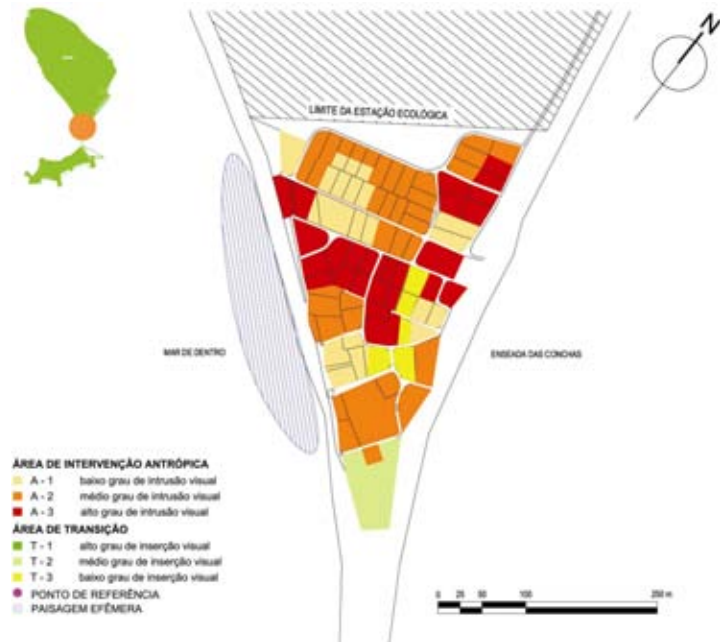 N
LIMITE DA ESTAÇÃO ECOLÓGICA
MAR DE DENTRO
ENSEADA DAS CONCHAS
ÁREA DE INTERVENÇÃO ANTRÓPICA
A - 1 baixo grau de intrusão visual
A - 2 médio grau de intrusão visual
A - 3 alto grau de intrusão visual
ÁREA DE TRANSIÇÃO
T - 1 alto grau de inserção visual
T - 2 médio grau de inserção visual
T - 3 baixo grau de inserção visual
PONTO DE REFERÊNCIA
PAISAGEM EFÊMERA
0 25 50 100 250 m